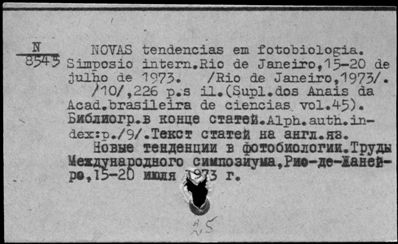 N
8545
NOVAS tendencias em fotobiologia.
Simposio intern.Rio de Janeiro,15-20 de
julho de 1973. /Rio de Janeiro,1973/.
/10/,226 p.s il.(Supl.dos Anais da
Acad.brasileira de ciencias vol.45).
Библиогр.в конце статей.Alph.auth.in-
dex:p./9/.Текст статей на англ.яз.
Новые тенденции в фотобиологии.Труды
Международного симпозиума,Рио-де-Жаней-
ро,15-20 июля 1973 г.